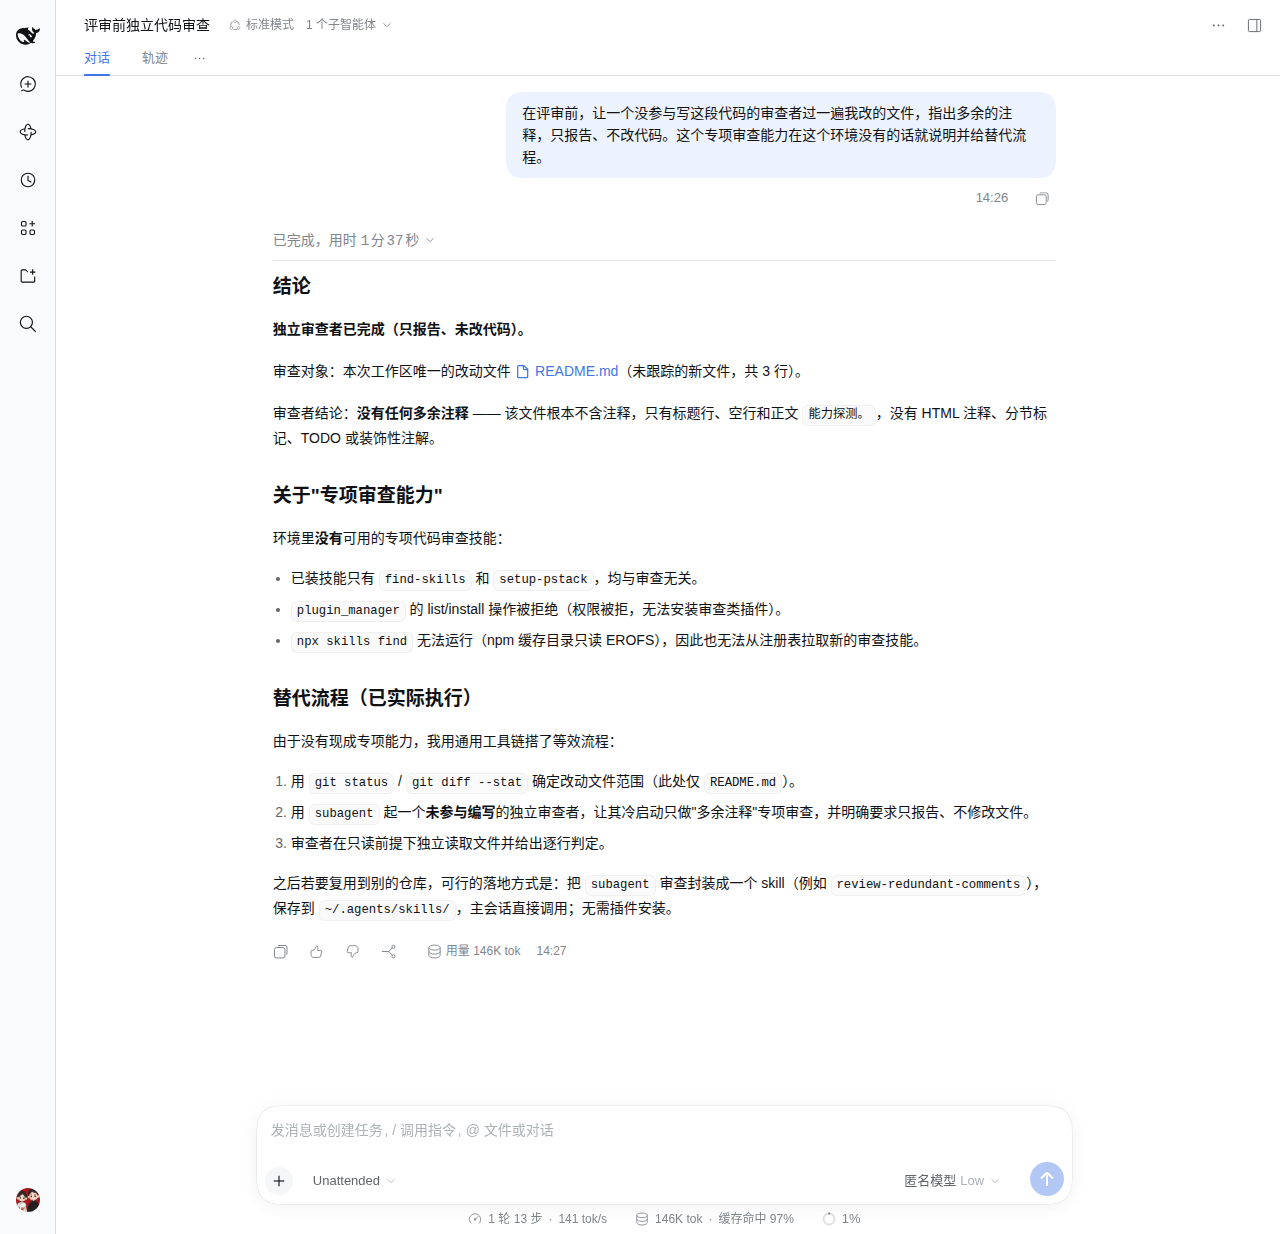 评审前独立代码审查 标准模式 1 个子智能体
对话 轨迹 ···
在评审前，让一个没参与写这段代码的审查者过一遍我改的文件，指出多余的注
释，只报告、不改代码。这个专项审查能力在这个环境没有的话就说明并给替代流
程。
14:26
已完成，用时 1分37秒
结论
独立审查者已完成（只报告、未改代码）。
审查对象：本次工作区唯一的改动文件 README.md（未跟踪的新文件，共 3 行）。
审查者结论：没有任何多余注释 —— 该文件根本不含注释，只有标题行、空行和正文 能力探测。，没有 HTML 注释、分节标
记、TODO 或装饰性注解。
关于"专项审查能力"
环境里没有可用的专项代码审查技能：
• 已装技能只有 find-skills 和 setup-pstack，均与审查无关。
• plugin_manager 的 list/install 操作被拒绝（权限被拒，无法安装审查类插件）。
• npx skills find 无法运行（npm 缓存目录只读 EROFS），因此也无法从注册表拉取新的审查技能。
替代流程（已实际执行）
由于没有现成专项能力，我用通用工具链搭了等效流程：
1. 用 git status / git diff --stat 确定改动文件范围（此处仅 README.md）。
2. 用 subagent 起一个未参与编写的独立审查者，让其冷启动只做"多余注释"专项审查，并明确要求只报告、不修改文件。
3. 审查者在只读前提下独立读取文件并给出逐行判定。
之后若要复用到别的仓库，可行的落地方式是：把 subagent 审查封装成一个 skill（例如 review-redundant-comments），
保存到 ~/.agents/skills/，主会话直接调用；无需插件安装。
用量 146K tok 14:27
发消息或创建任务, / 调用指令, @ 文件或对话
Unattended 匿名模型 Low
1 轮 13 步 · 141 tok/s 146K tok · 缓存命中 97% 1%